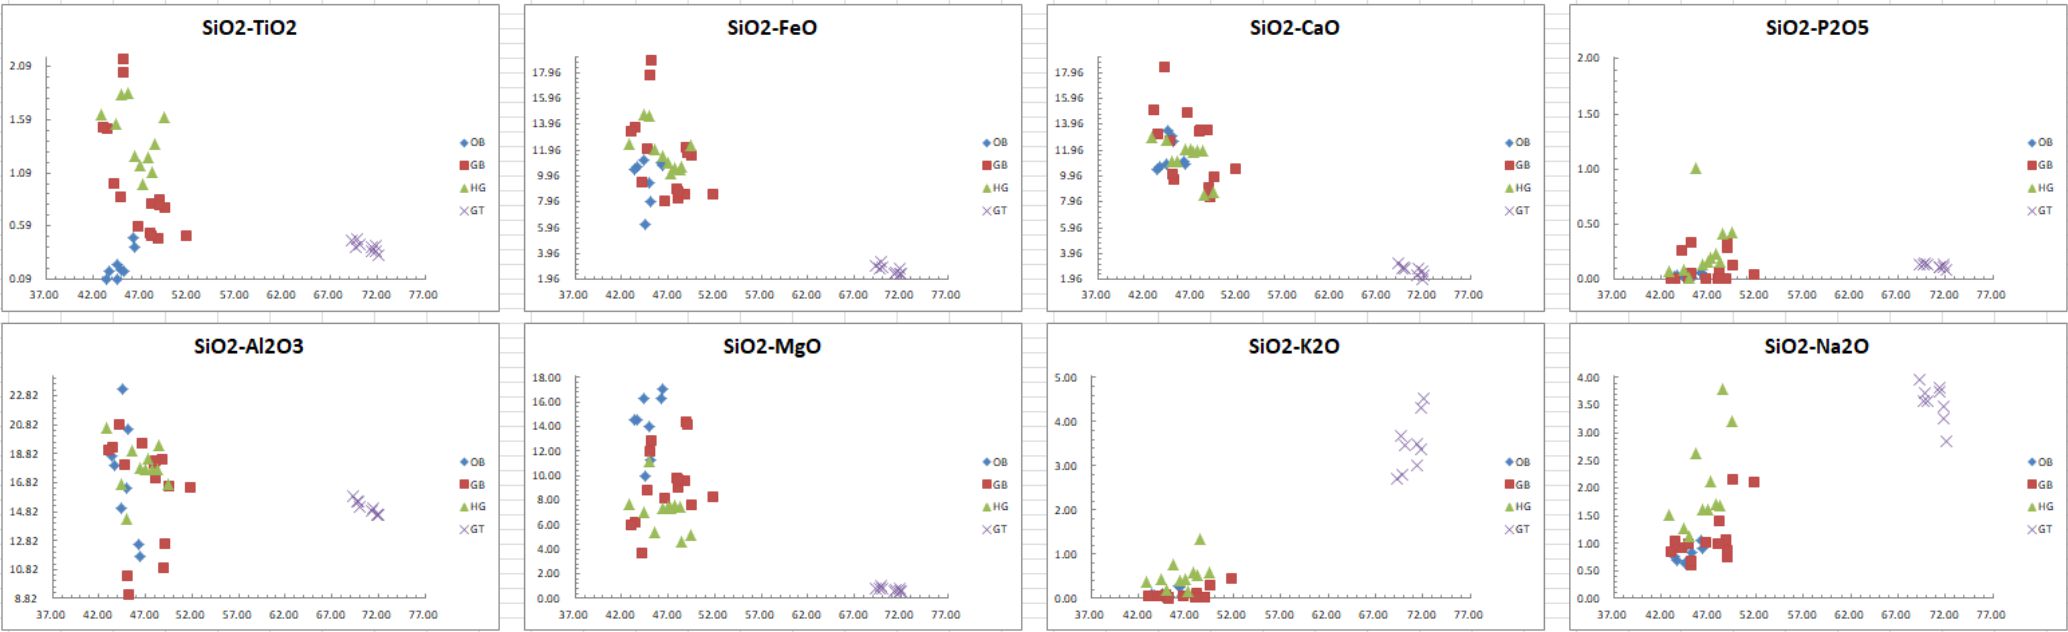 SiO2-TiO2
2.09
1.59
1.09
0.59
0.09
37.00 42.00 47.00 52.00 57.00 62.00 67.00 72.00 77.00
OB
GB
HG
GT
SiO2-FeO
17.96
15.96
13.96
11.96
9.96
7.96
5.96
3.96
1.96
37.00 42.00 47.00 52.00 57.00 62.00 67.00 72.00 77.00
OB
GB
HG
GT
SiO2-CaO
17.96
15.96
13.96
11.96
9.96
7.96
5.96
3.96
1.96
37.00 42.00 47.00 52.00 57.00 62.00 67.00 72.00 77.00
OB
GB
HG
GT
SiO2-P2O5
2.00
1.50
1.00
0.50
0.00
37.00 42.00 47.00 52.00 57.00 62.00 67.00 72.00 77.00
OB
GB
HG
GT
SiO2-Al2O3
22.82
20.82
18.82
16.82
14.82
12.82
10.82
8.82
37.00 42.00 47.00 52.00 57.00 62.00 67.00 72.00 77.00
OB
GB
HG
GT
SiO2-MgO
18.00
16.00
14.00
12.00
10.00
8.00
6.00
4.00
2.00
0.00
37.00 42.00 47.00 52.00 57.00 62.00 67.00 72.00 77.00
OB
GB
HG
GT
SiO2-K2O
5.00
4.00
3.00
2.00
1.00
0.00
37.00 42.00 47.00 52.00 57.00 62.00 67.00 72.00 77.00
OB
GB
HG
GT
SiO2-Na2O
4.00
3.50
3.00
2.50
2.00
1.50
1.00
0.50
0.00
37.00 42.00 47.00 52.00 57.00 62.00 67.00 72.00 77.00
OB
GB
HG
GT